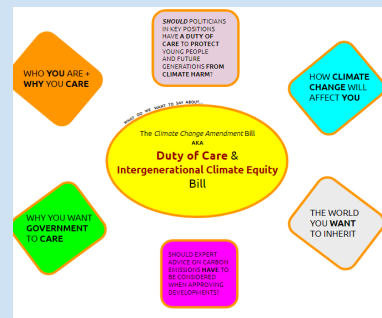 SHOULD POLITICIANS
IN KEY POSITIONS
HAVE A DUTY OF
CARE TO PROTECT
YOUNG PEOPLE
AND FUTURE
GENERATIONS FROM
CLIMATE HARM?
WHO YOU ARE +
WHY YOU CARE
HOW CLIMATE
CHANGE WILL
AFFECT YOU
WHAT DO WE WANT TO SAY ABOUT...
The Climate Change Amendment Bill
AKA
Duty of Care &
Intergenerational Climate Equity
Bill
WHY YOU WANT
GOVERNMENT
TO CARE
THE WORLD
YOU WANT
TO INHERIT
SHOULD EXPERT
ADVICE ON CARBON
EMISSIONS HAVE TO
BE CONSIDERED
WHEN APPROVING
DEVELOPMENTS?